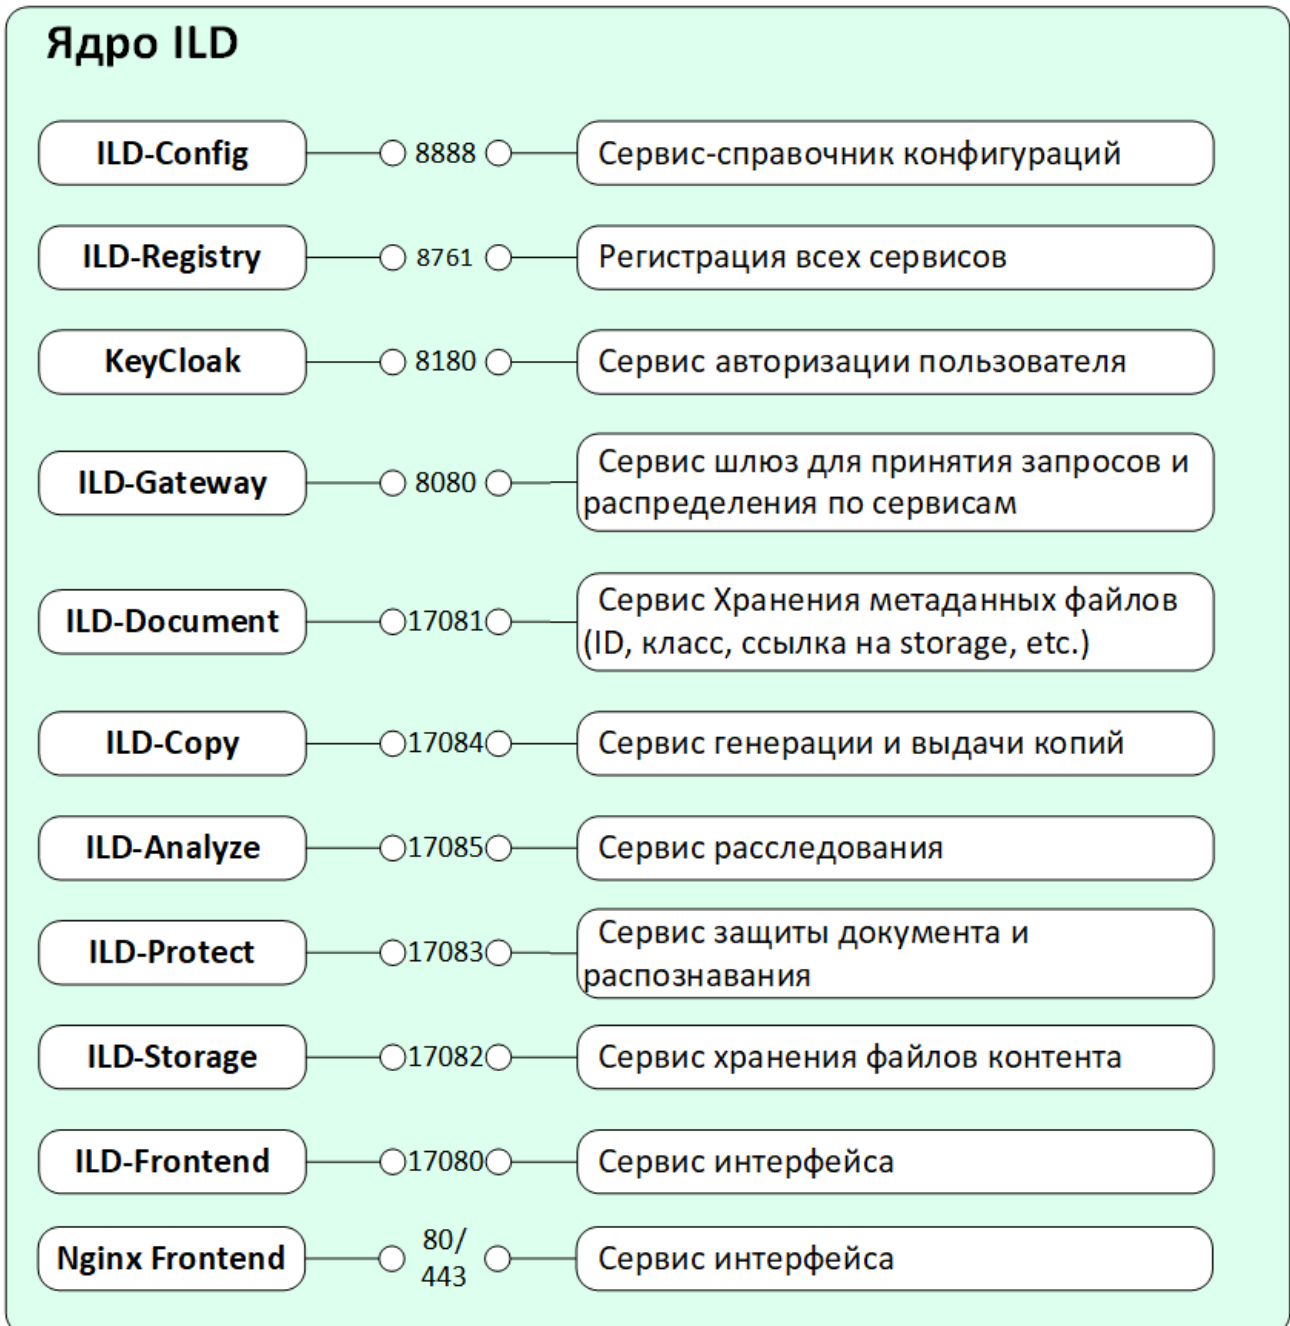 Ядро ILD
ILD-Config 8888 Сервис-справочник конфигураций
ILD-Registry 8761 Регистрация всех сервисов
KeyCloak 8180 Сервис авторизации пользователя
ILD-Gateway 8080 Сервис шлюз для принятия запросов и
распределения по сервисам
ILD-Document 17081 Сервис Хранения метаданных файлов
(ID, класс, ссылка на storage, etc.)
ILD-Copy 17084 Сервис генерации и выдачи копий
ILD-Analyze 17085 Сервис расследования
ILD-Protect 17083 Сервис защиты документа и
распознавания
ILD-Storage 17082 Сервис хранения файлов контента
ILD-Frontend 17080 Сервис интерфейса
Nginx Frontend 80/
443 Сервис интерфейса